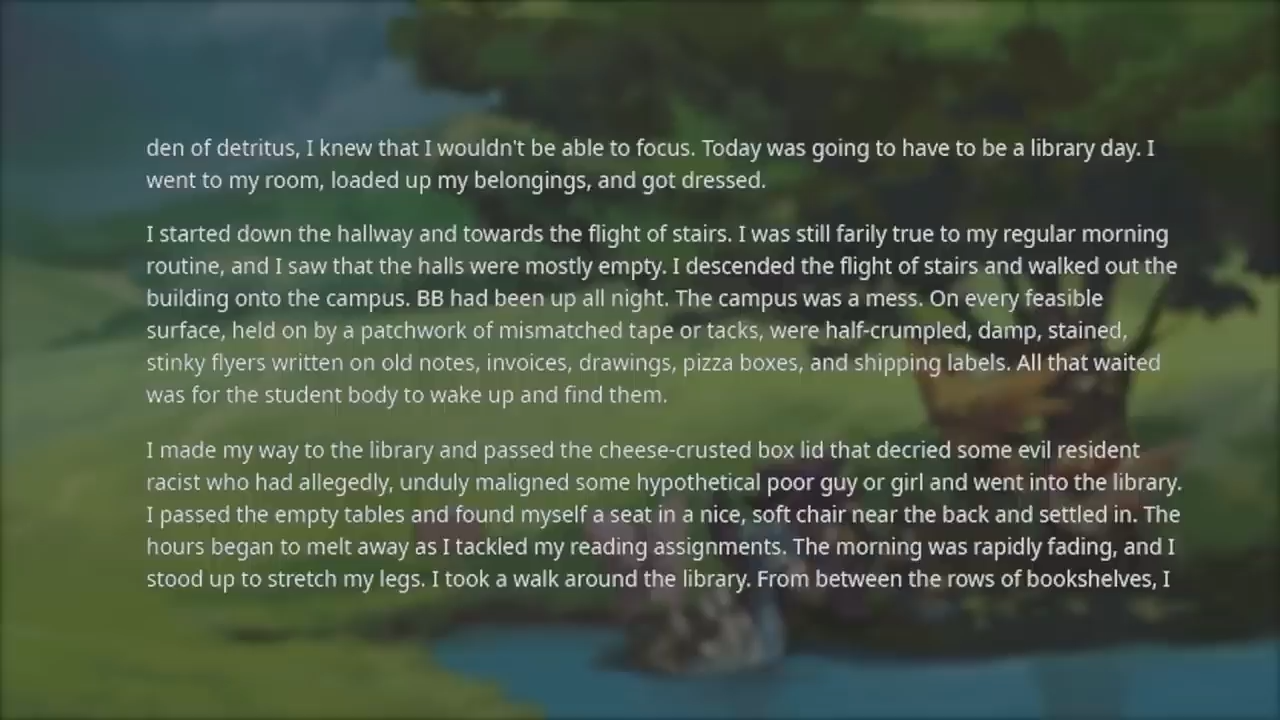 den of detritus, I knew that I wouldn't be able to focus. Today was going to have to be a library day. I
went to my room, loaded up my belongings, and got dressed.
I started down the hallway and towards the flight of stairs. I was still farily true to my regular morning
routine, and I saw that the halls were mostly empty. I descended the flight of stairs and walked out the
building onto the campus. BB had been up all night. The campus was a mess. On every feasible
surface, held on by a patchwork of mismatched tape or tacks, were half-crumpled, damp, stained,
stinky flyers written on old notes, invoices, drawings, pizza boxes, and shipping labels. All that waited
was for the student body to wake up and find them.
I made my way to the library and passed the cheese-crusted box lid that decried some evil resident
racist who had allegedly, unduly maligned some hypothetical poor guy or girl and went into the library.
I passed the empty tables and found myself a seat in a nice, soft chair near the back and settled in. The
hours began to melt away as I tackled my reading assignments. The morning was rapidly fading, and I
stood up to stretch my legs. I took a walk around the library. From between the rows of bookshelves, I